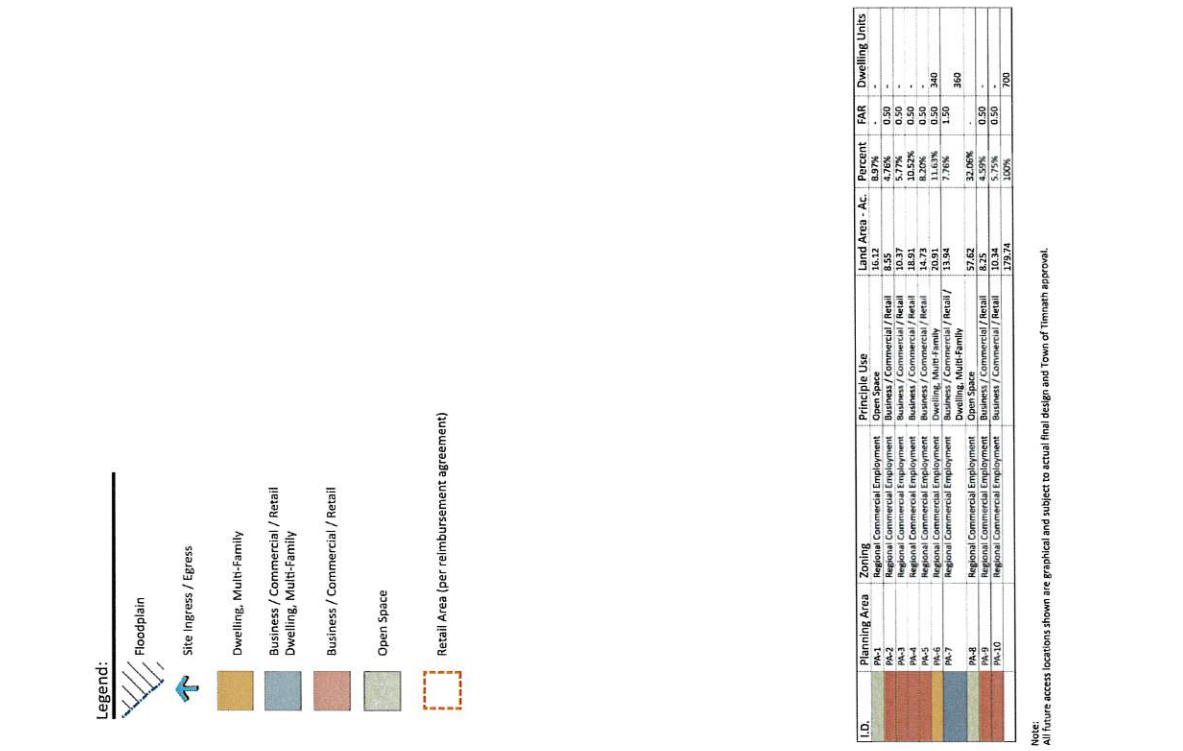 Legend:
Floodplain
Site Ingress / Egress
Dwelling, Multi-Family
Business / Commercial / Retail
Dwelling, Multi-Family
Business / Commercial / Retail
Open Space
Retail Area (per reimbursement agreement)
I.D. Planning Area Zoning Principle Use Land Area - Ac. Percent FAR Dwelling Units
PA-1 Regional Commercial Employment Open Space 16.12 8.97% - -
PA-2 Regional Commercial Employment Business / Commercial / Retail 8.55 4.76% 0.50 -
PA-3 Regional Commercial Employment Business / Commercial / Retail 10.37 5.77% 0.50 -
PA-4 Regional Commercial Employment Business / Commercial / Retail 18.91 10.52% 0.50 -
PA-5 Regional Commercial Employment Business / Commercial / Retail 14.73 8.20% 0.50 -
PA-6 Regional Commercial Employment Dwelling, Multi-Family 20.91 11.63% 0.50 340
PA-7 Regional Commercial Employment Business / Commercial / Retail / 13.94 7.76% 1.50
Dwelling, Multi-Family 360
PA-8 Regional Commercial Employment Open Space 57.62 32.06% -
PA-9 Regional Commercial Employment Business / Commercial / Retail 8.25 4.59% 0.50 -
PA-10 Regional Commercial Employment Business / Commercial / Retail 10.34 5.75% 0.50 -
179.74 100% 700
Note:
All future access locations shown are graphical and subject to actual final design and Town of Timnath approval.